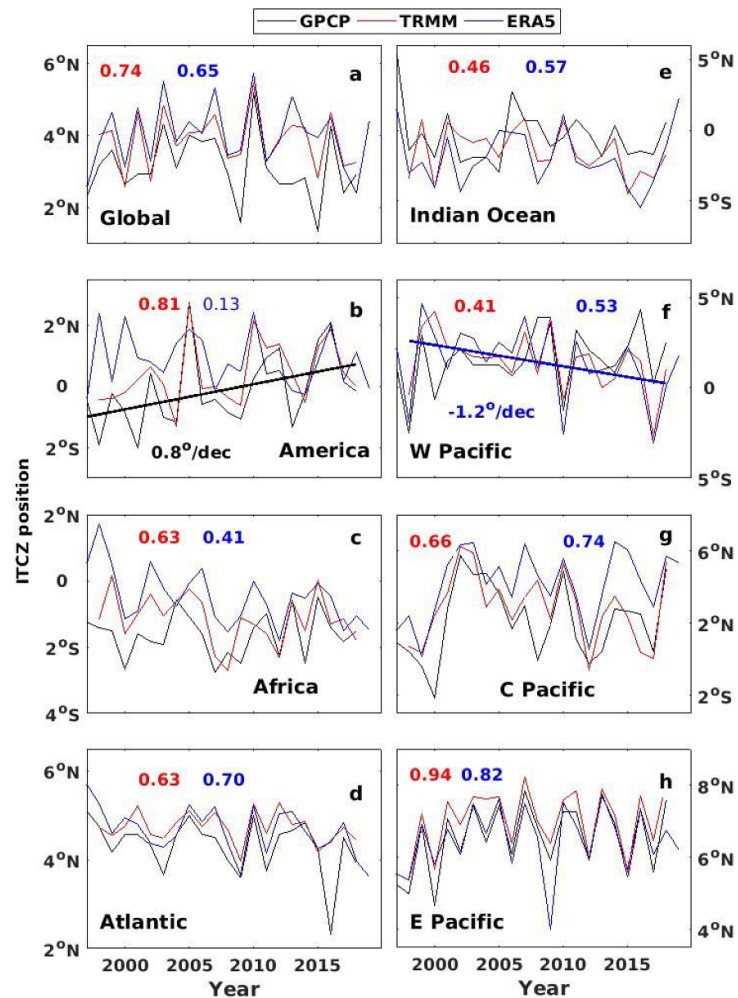 GPCP TRMM ERA5
6°N 0.74 0.65 a
4°N
2°N
Global
0.46 0.57 e 5°N
0
5°S
Indian Ocean
2°N 0.81 0.13 b
0
2°S
0.8°/dec America
0.41 0.53 f 5°N
0
-1.2°/dec
W Pacific 5°S
ITCZ position
2°N 0.63 0.41 c
0
2°S
Africa
4°S
0.66 0.74 g
6°N
2°N
C Pacific 2°S
6°N 0.63 0.70 d
4°N
Atlantic
2°N
0.94 0.82 h 8°N
6°N
E Pacific 4°N
2000 2005 2010 2015
Year
2000 2005 2010 2015
Year